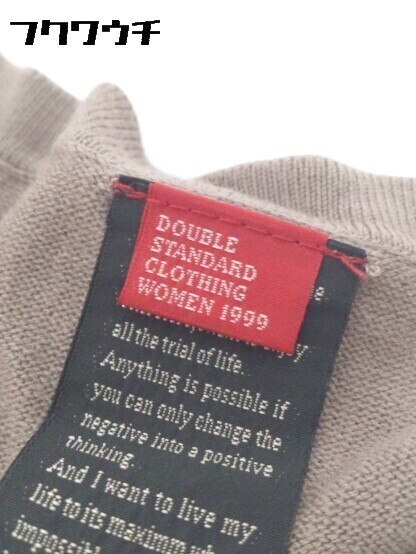 フクワウチ
DOUBLE
STANDARD
CLOTHING
WOMEN 1999
all the trial of life.
Anything is possible if
you can only change the
negative into a positive
thinking.
And I want to live my
life to its maximim